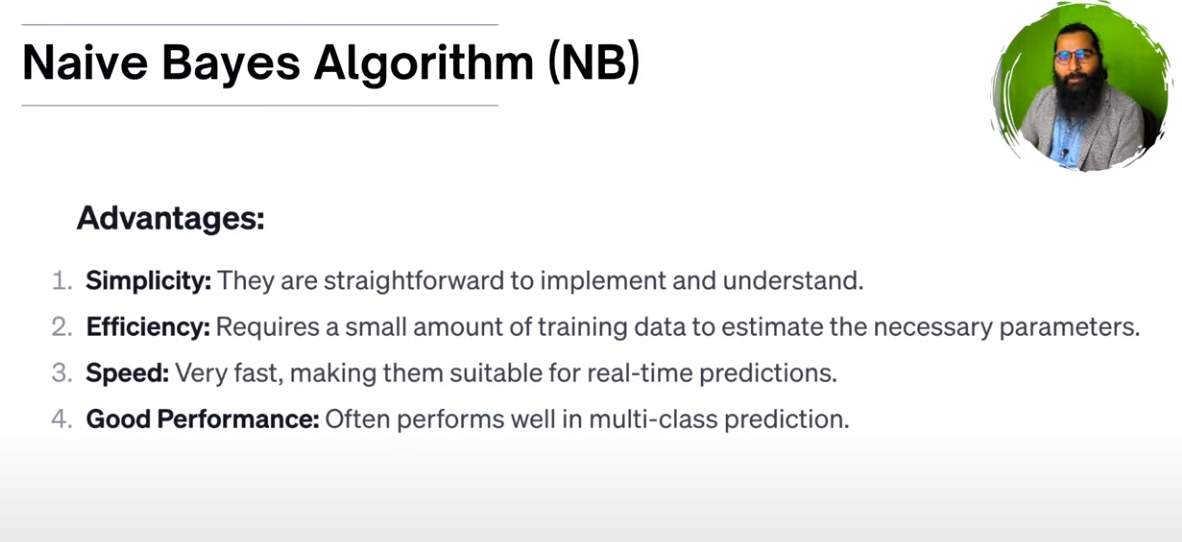 Naive Bayes Algorithm (NB)
Advantages:
1. Simplicity: They are straightforward to implement and understand.
2. Efficiency: Requires a small amount of training data to estimate the necessary parameters.
3. Speed: Very fast, making them suitable for real-time predictions.
4. Good Performance: Often performs well in multi-class prediction.